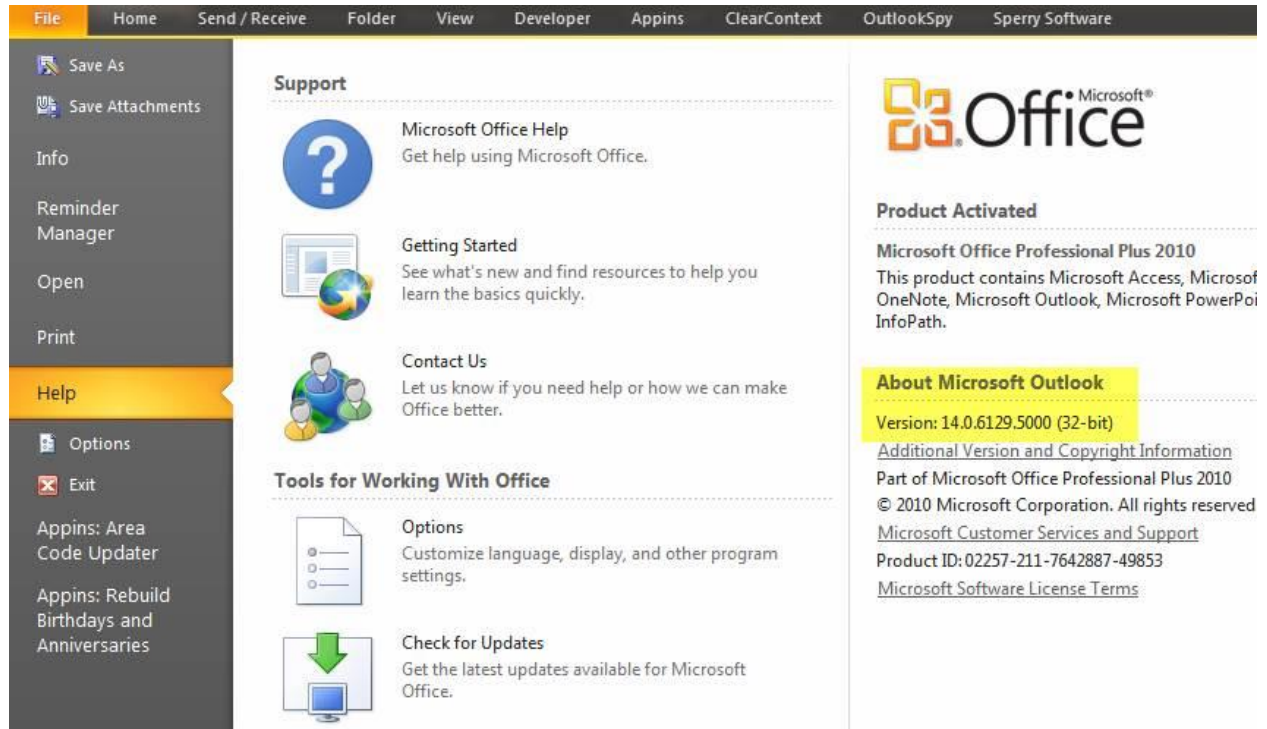 File Home Send / Receive Folder View Developer Appins ClearContext OutlookSpy Sperry Software
Save As
Save Attachments
Info
Reminder
Manager
Open
Print
Help
Options
Exit
Appins: Area
Code Updater
Appins: Rebuild
Birthdays and
Anniversaries
Support
Microsoft Office Help
Get help using Microsoft Office.
Getting Started
See what's new and find resources to help you
learn the basics quickly.
Contact Us
Let us know if you need help or how we can make
Office better.
Tools for Working With Office
Options
Customize language, display, and other program
settings.
Check for Updates
Get the latest updates available for Microsoft
Office.
Microsoft®
Office
Product Activated
Microsoft Office Professional Plus 2010
This product contains Microsoft Access, Microsof
OneNote, Microsoft Outlook, Microsoft PowerPoi
InfoPath.
About Microsoft Outlook
Version: 14.0.6129.5000 (32-bit)
Additional Version and Copyright Information
Part of Microsoft Office Professional Plus 2010
© 2010 Microsoft Corporation. All rights reserved
Microsoft Customer Services and Support
Product ID: 02257-211-7642887-49853
Microsoft Software License Terms